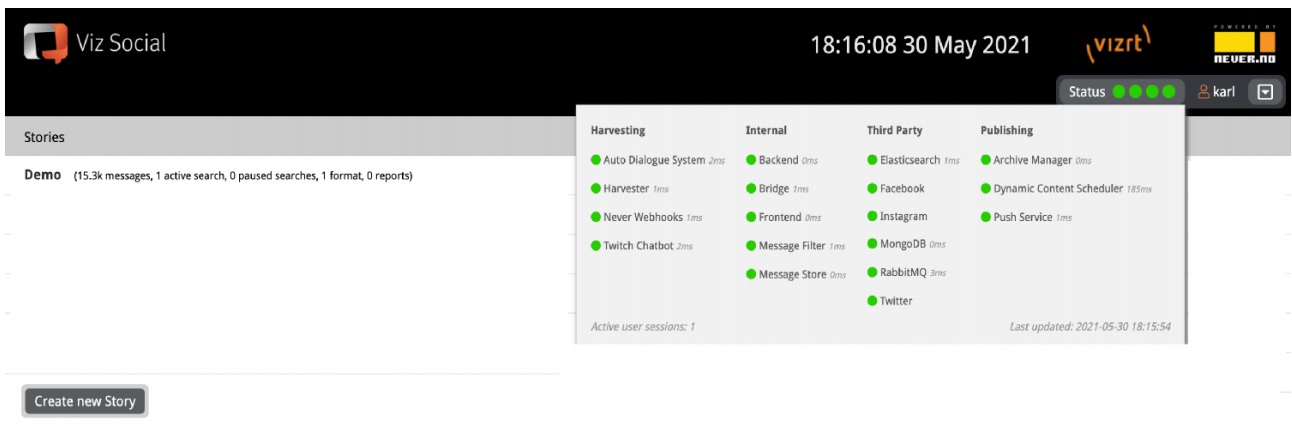 Viz Social
18:16:08 30 May 2021
vizrt
POWERED BY
NEVER.NO
Status
karl
Stories
Demo (15.3k messages, 1 active search, 0 paused searches, 1 format, 0 reports)
Create new Story
Harvesting
Auto Dialogue System 2ms
Harvester 1ms
Never Webhooks 1ms
Twitch Chatbot 2ms
Internal
Backend 0ms
Bridge 1ms
Frontend 0ms
Message Filter 1ms
Message Store 0ms
Third Party
Elasticsearch 1ms
Facebook
Instagram
MongoDB 0ms
RabbitMQ 3ms
Twitter
Publishing
Archive Manager 0ms
Dynamic Content Scheduler 185ms
Push Service 1ms
Active user sessions: 1
Last updated: 2021-05-30 18:15:54